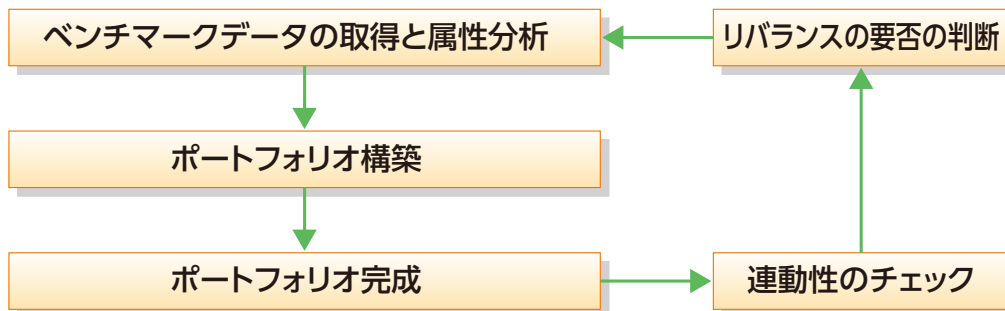 ベンチマークデータの取得と属性分析
リバランスの要否の判断
ポートフォリオ構築
ポートフォリオ完成
連動性のチェック